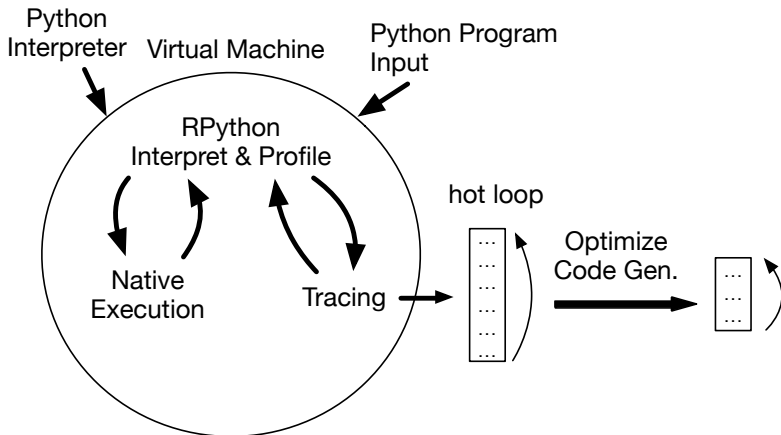 Python
Interpreter
Virtual Machine
Python Program
Input
RPython
Interpret & Profile
Native
Execution
Tracing
hot loop
...
...
...
...
...
...
Optimize
Code Gen.
...
...
...